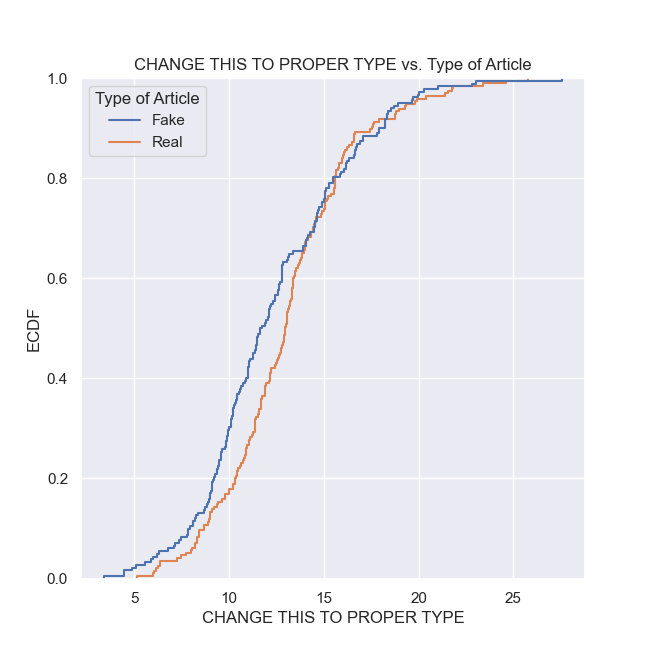 CHANGE THIS TO PROPER TYPE vs. Type of Article
1.0
Type of Article
Fake
Real
0.8
0.6
ECDF
0.4
0.2
0.0
5 10 15 20 25
CHANGE THIS TO PROPER TYPE